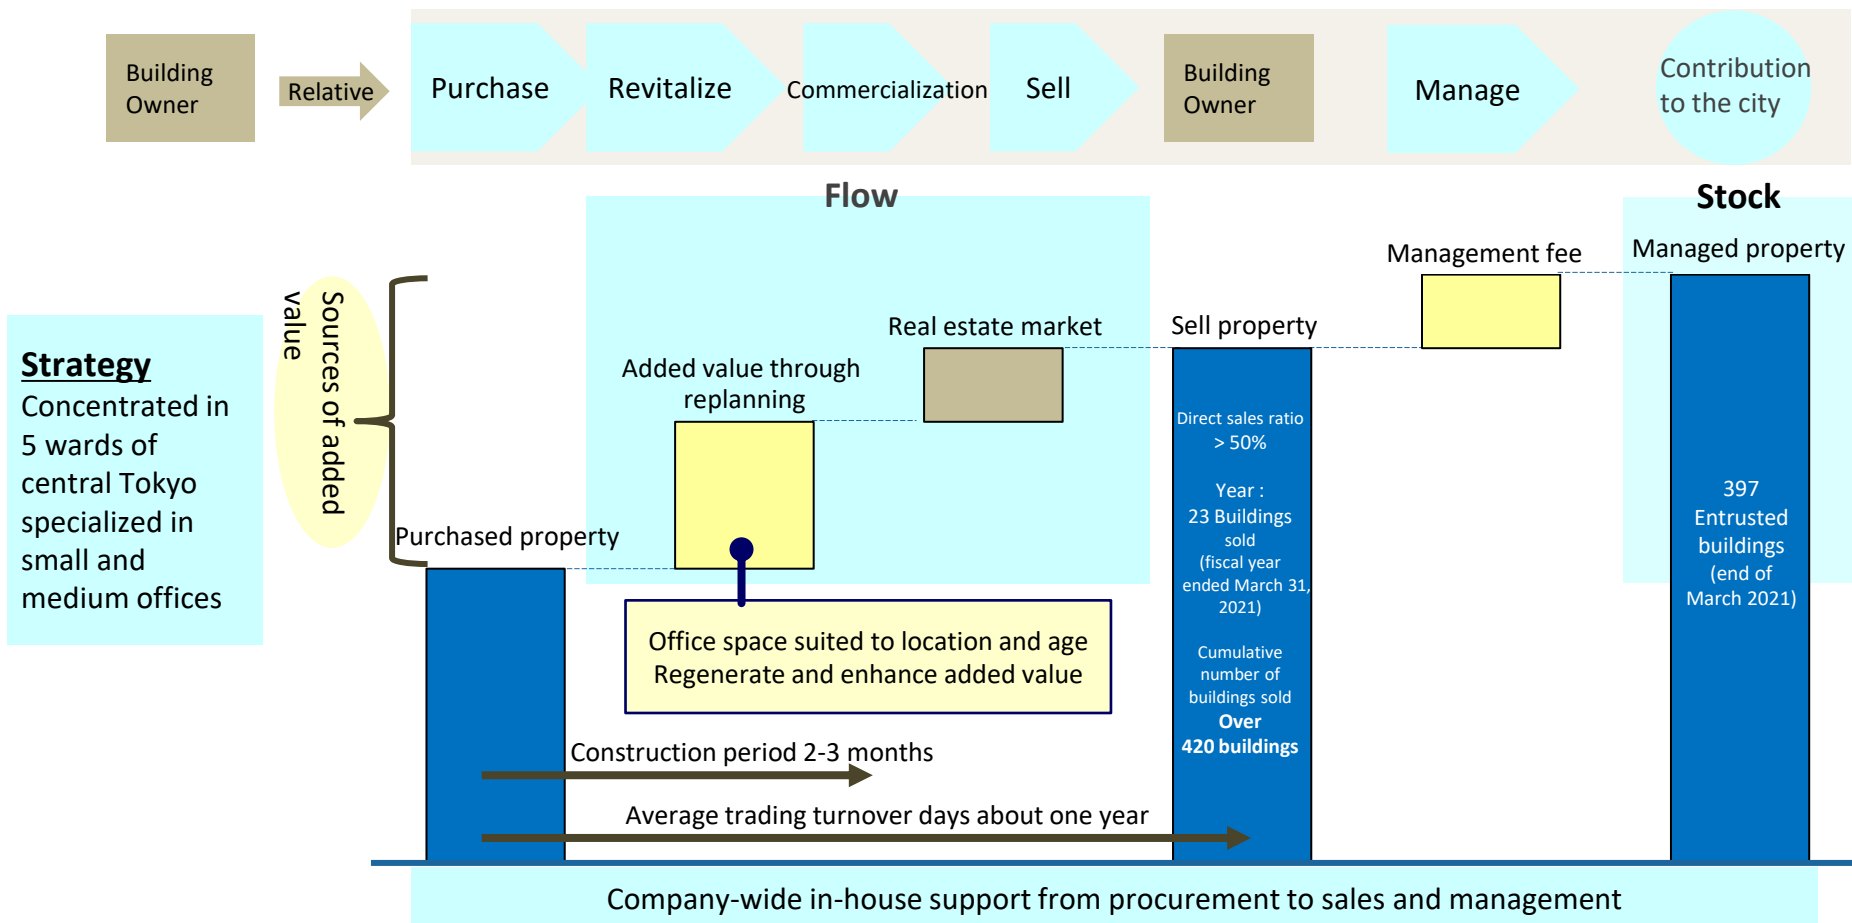 Building
Owner
Relative
Purchase
Revitalize
Commercialization
Sell
Building
Owner
Manage
Contribution
to the city
Flow
Stock
Strategy
Concentrated in
5 wards of
central Tokyo
specialized in
small and
medium offices
Sources of added
value
Purchased property
Added value through
replanning
Real estate market
Sell property
Management fee
Managed property
Office space suited to location and age
Regenerate and enhance added value
Direct sales ratio
> 50%
Year :
23 Buildings
sold
(fiscal year
ended March 31,
2021)
Cumulative
number of
buildings sold
Over
420 buildings
397
Entrusted
buildings
(end of
March 2021)
Construction period 2-3 months
Average trading turnover days about one year
Company-wide in-house support from procurement to sales and management